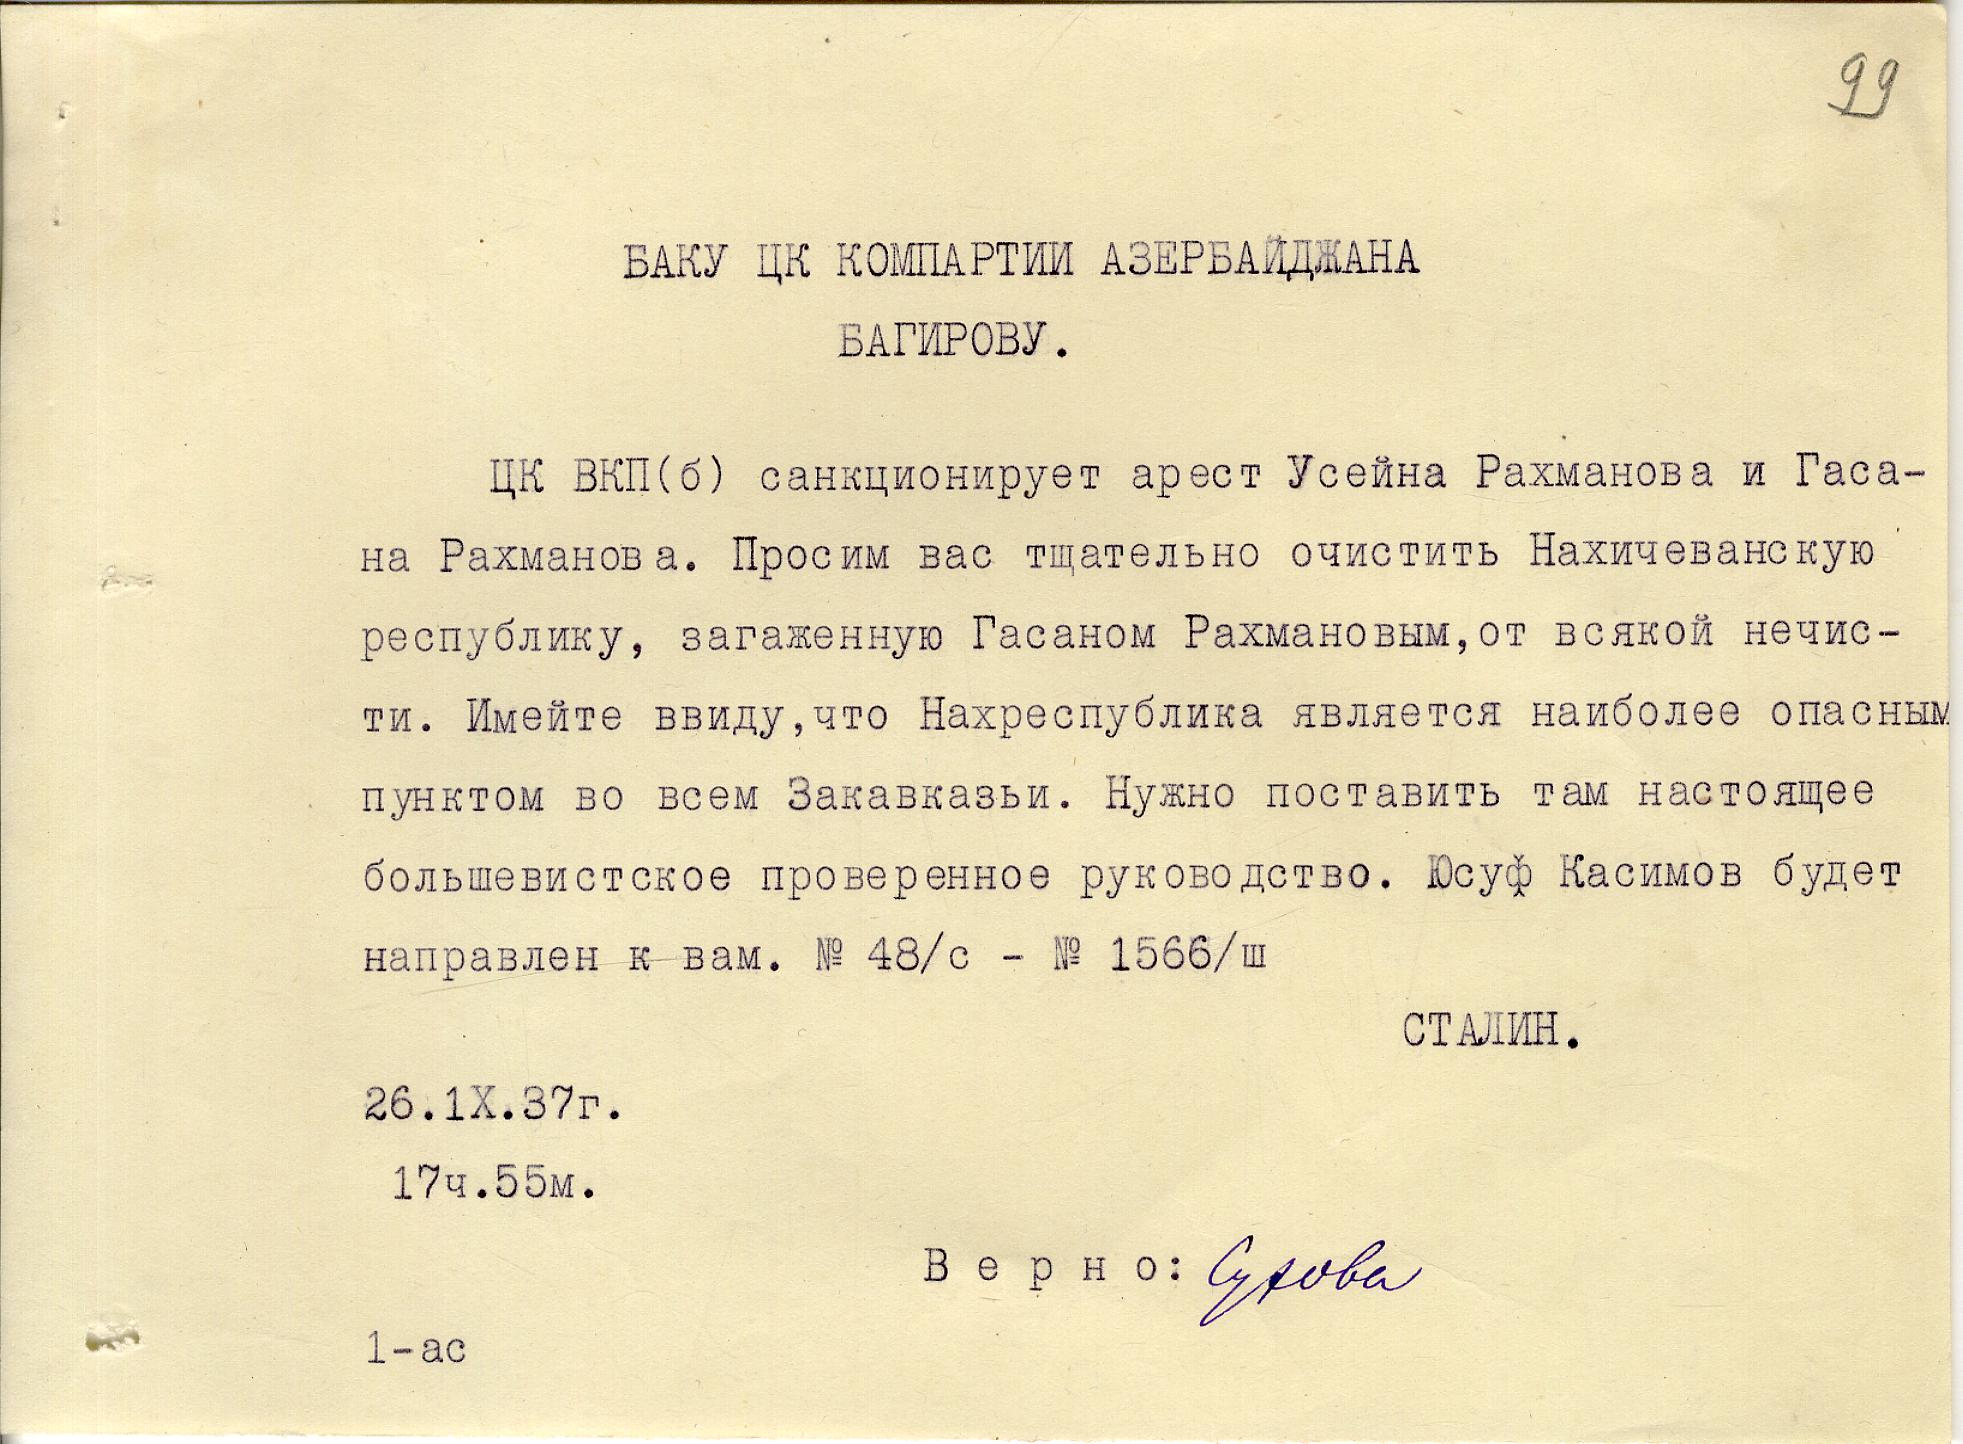 99
БАКУ ЦК КОМПАРТИИ АЗЕРБАЙДЖАНА
БАГИРОВУ.
ЦК ВКП(б) санкционирует арест Усейна Рахманова и Гаса-
на Рахманова. Просим вас тщательно очистить Нахичеванскую
республику, загаженную Гасаном Рахмановым,от всякой нечис-
ти. Имейте ввиду,что Нахреспублика является наиболее опасным
пунктом во всем Закавказьи. Нужно поставить там настоящее
большевистское проверенное руководство. Юсуф Касимов будет
направлен к вам. № 48/с - № 1566/ш
СТАЛИН.
26.1Х.37г.
17ч.55м.
В е р н о: Сухова
1-ас